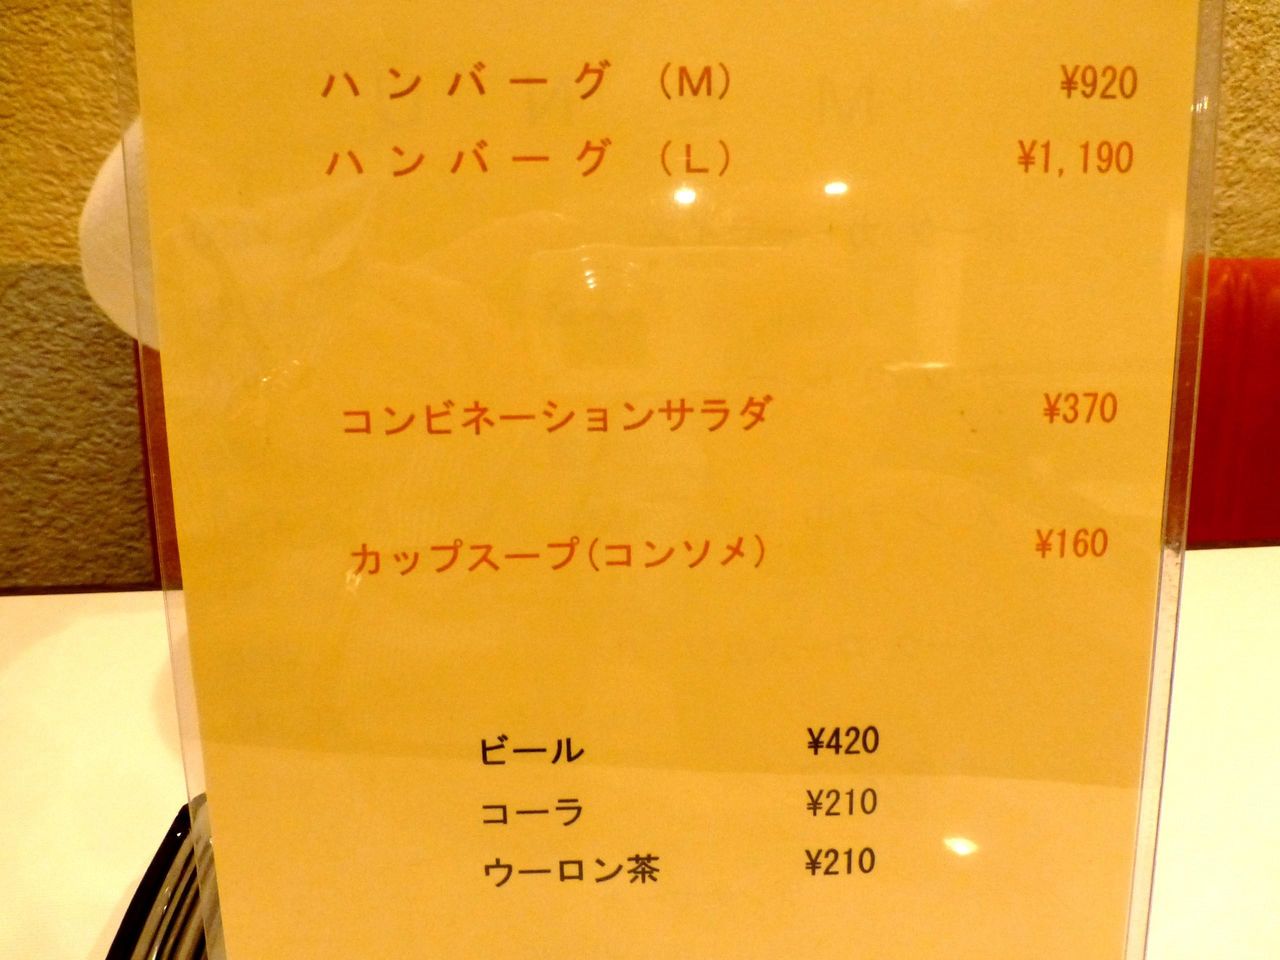 ハンバーグ (M) ¥920
ハンバーグ (L) ¥1,190
コンビネーションサラダ ¥370
カップスープ(コンソメ) ¥160
ビール ¥420
コーラ ¥210
ウーロン茶 ¥210